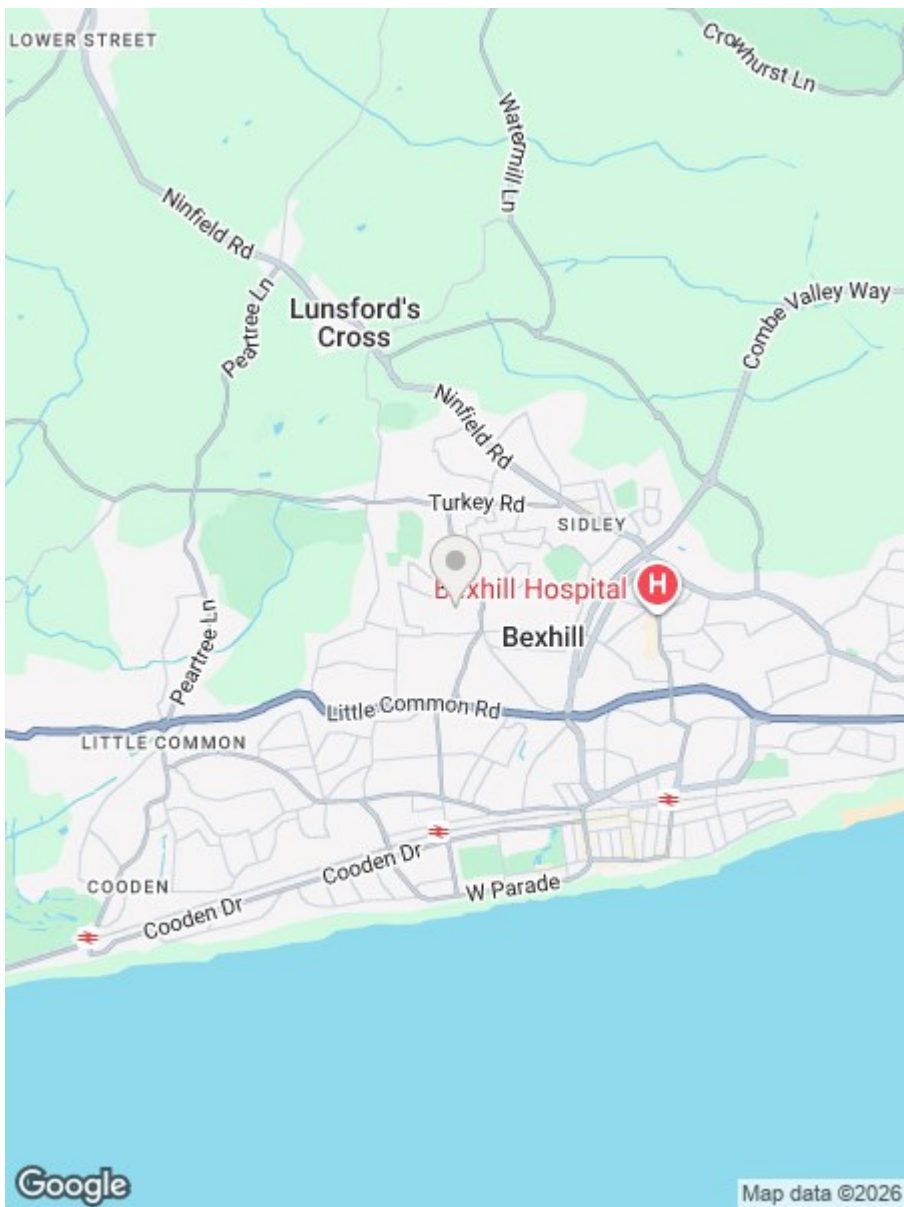 LOWER STREET
Crowhurst Ln
Watermill Ln
Ninfield Rd
Combe Valley Way
Lunsford's
Cross
Peartree Ln
Ninfield Rd
Turkey Rd
SIDLEY
Bexhill Hospital
H
Bexhill
Peartree Ln
Little Common Rd
LITTLE COMMON
Cooden Dr
COODEN
W Parade
Cooden Dr
Google
Map data ©2026